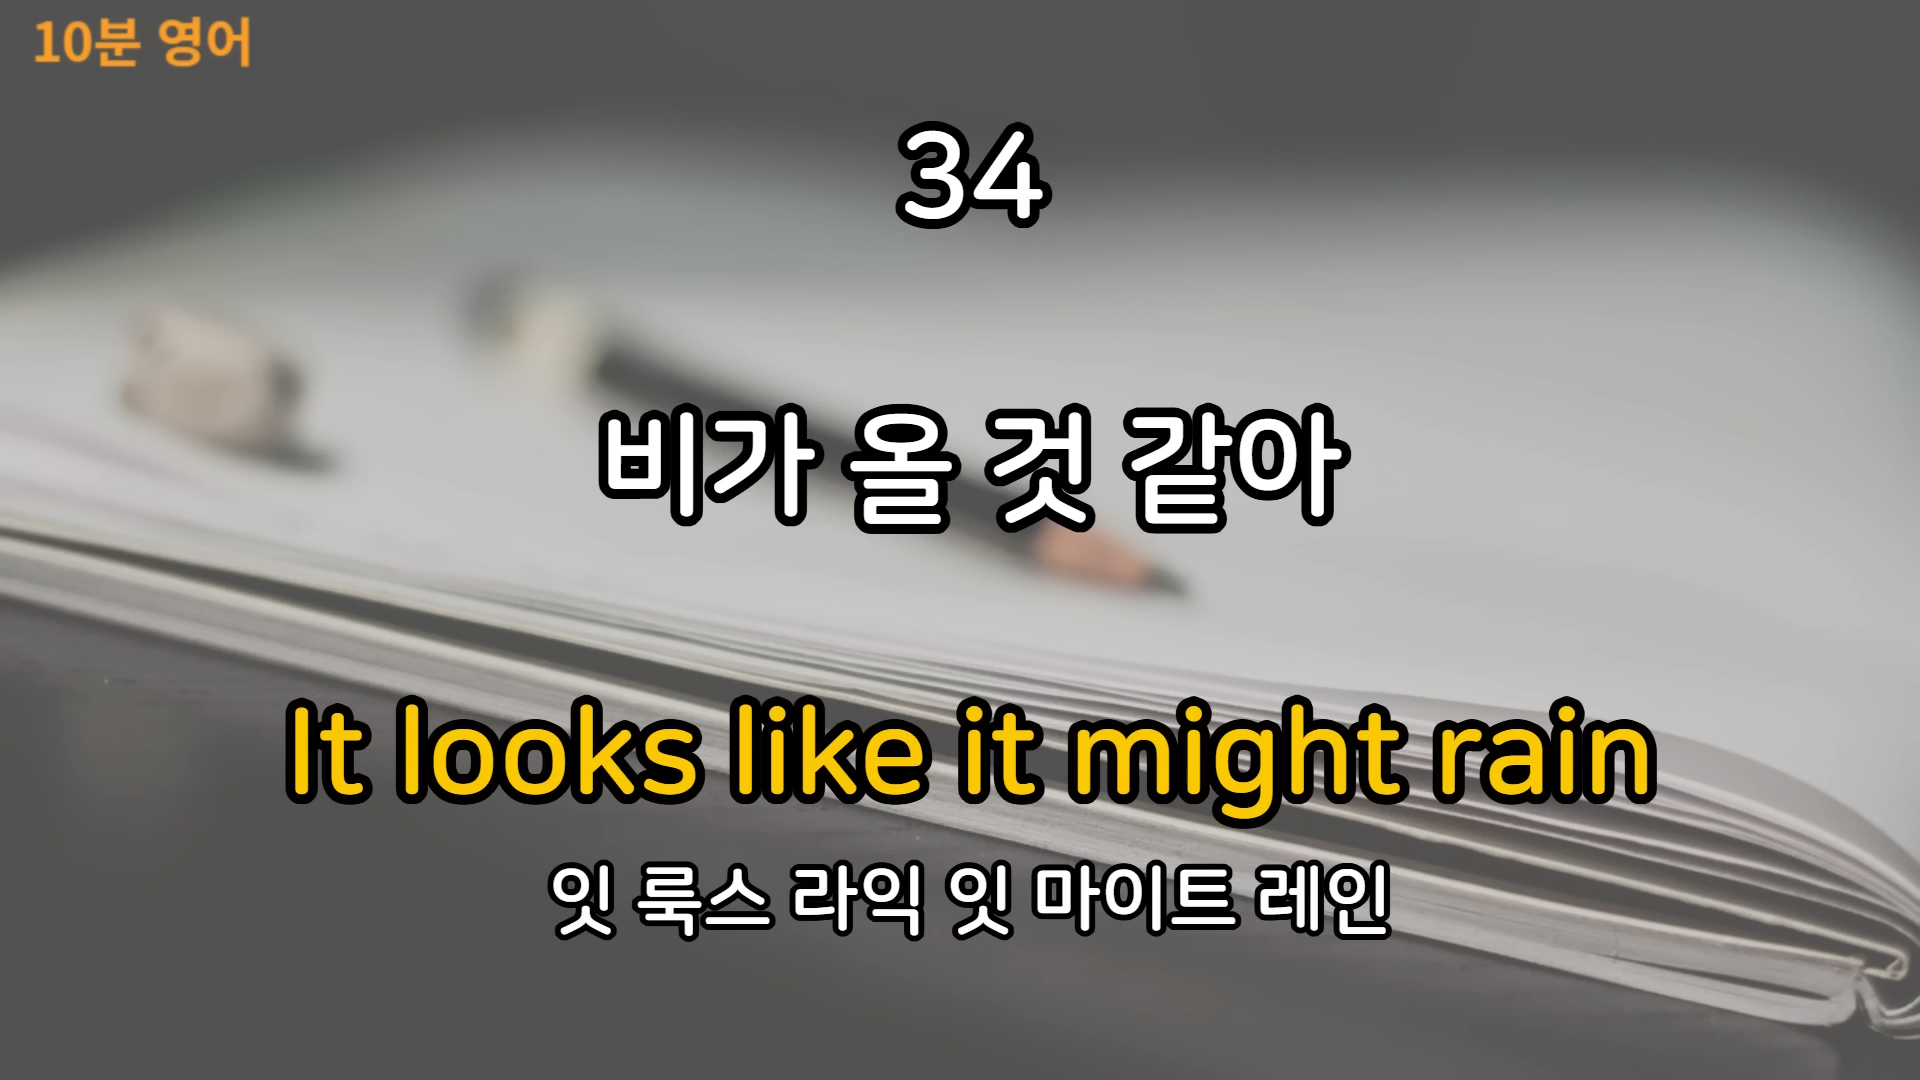 10분 영어
34
비가 올 것 같아
It looks like it might rain
잇 룩스 라익 잇 마이트 레인